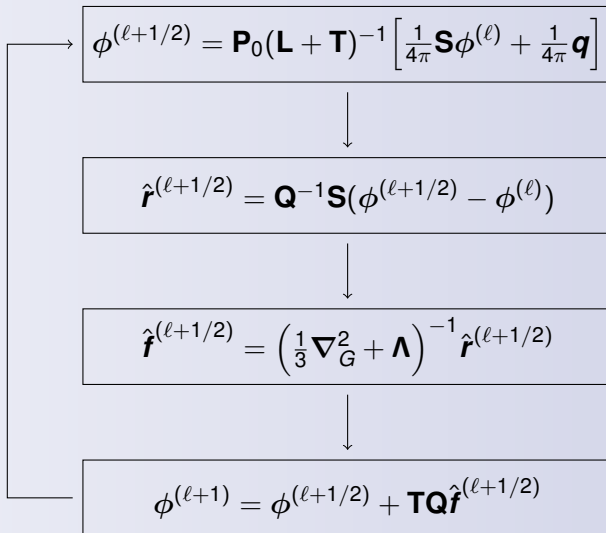 ϕ^(ℓ+1/2) = P₀(L + T)⁻¹ [1/4π Sϕ^(ℓ) + 1/4π q]
r̂^(ℓ+1/2) = Q⁻¹S(ϕ^(ℓ+1/2) − ϕ^(ℓ))
f̂^(ℓ+1/2) = (1/3 ∇²_G + Λ)⁻¹ r̂^(ℓ+1/2)
ϕ^(ℓ+1) = ϕ^(ℓ+1/2) + TQf̂^(ℓ+1/2)